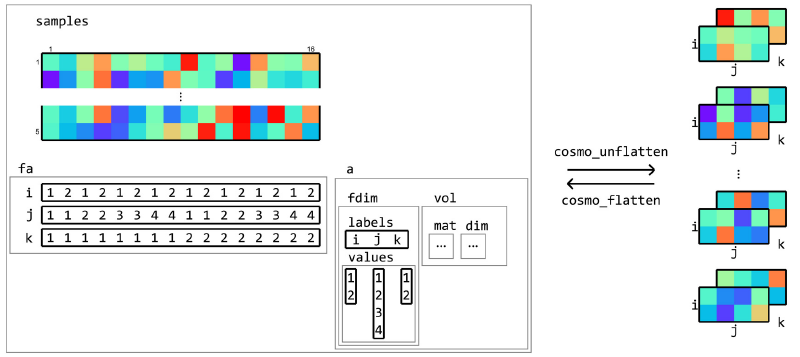 samples
1 16
1
⋮
5
fa
i 1 2 1 2 1 2 1 2 1 2 1 2 1 2 1 2
j 1 1 2 2 3 3 4 4 1 1 2 2 3 3 4 4
k 1 1 1 1 1 1 1 1 2 2 2 2 2 2 2 2
a
fdim
labels
i j k
values
1 1 1
2 2 2
3
4
vol
mat dim
... ...
cosmo_unflatten
cosmo_flatten
i
j
k
i
j
k
⋮
i
j
k
i
j
k